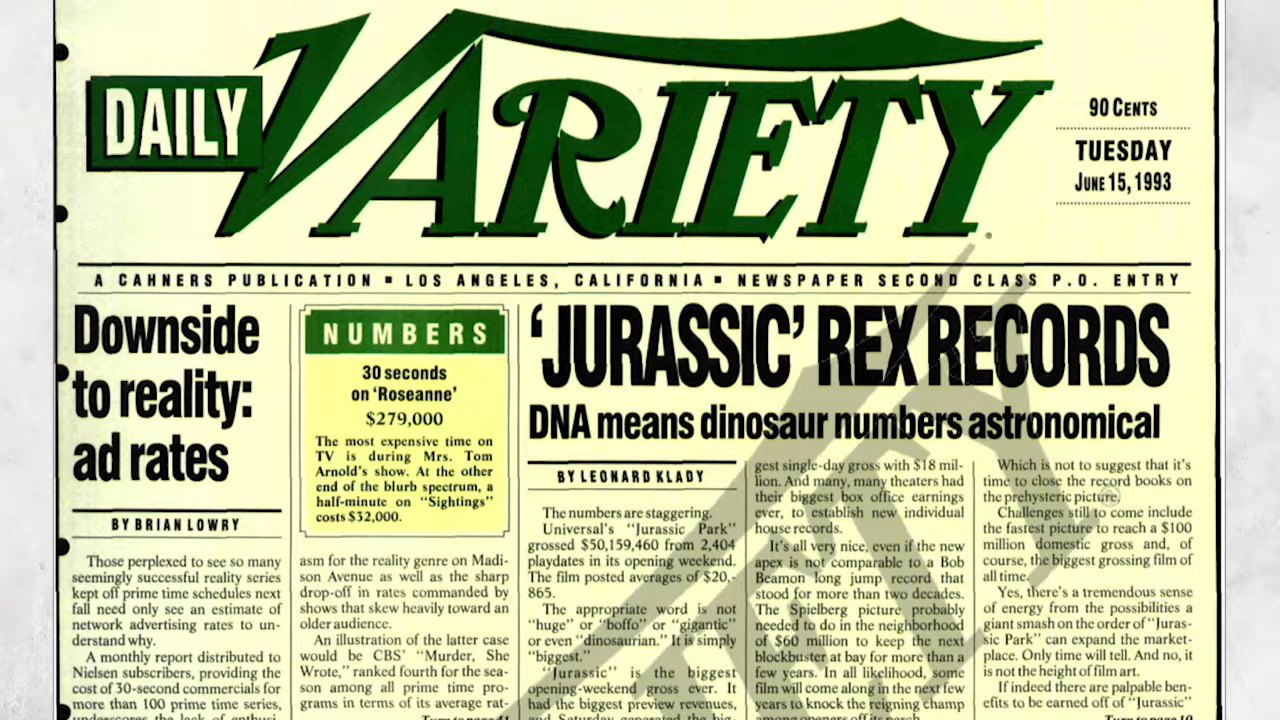 DAILY VARIETY
90 CENTS
TUESDAY
JUNE 15, 1993
A CAHNERS PUBLICATION ▪ LOS ANGELES, CALIFORNIA ▪ NEWSPAPER SECOND CLASS P.O. ENTRY
Downside
to reality:
ad rates
BY BRIAN LOWRY
Those perplexed to see so many
seemingly successful reality series
kept off prime time schedules next
fall need only see an estimate of
network advertising rates to un-
derstand why.
A monthly report distributed to
Nielsen subscribers, providing the
cost of 30-second commercials for
more than 100 prime time series,
underscores the lack of enthusi-
NUMBERS
30 seconds
on 'Roseanne'
$279,000
The most expensive time on
TV is during Mrs. Tom
Arnold's show. At the other
end of the blurb spectrum, a
half-minute on "Sightings"
costs $32,000.
asm for the reality genre on Madi-
son Avenue as well as the sharp
drop-off in rates commanded by
shows that skew heavily toward an
older audience.
An illustration of the latter case
would be CBS' "Murder, She
Wrote," ranked fourth for the sea-
son among all prime time pro-
grams in terms of its average rat-
Turn to page 41
'JURASSIC' REX RECORDS
DNA means dinosaur numbers astronomical
BY LEONARD KLADY
The numbers are staggering.
Universal's "Jurassic Park"
grossed $50,159,460 from 2,404
playdates in its opening weekend.
The film posted averages of $20,-
865.
The appropriate word is not
"huge" or "boffo" or "gigantic"
or even "dinosaurian." It is simply
"biggest."
"Jurassic" is the biggest
opening-weekend gross ever. It
had the biggest preview revenues,
and Saturday generated the big-
gest single-day gross with $18 mil-
lion. And many, many theaters had
their biggest box office earnings
ever, to establish new individual
house records.
It's all very nice, even if the new
apex is not comparable to a Bob
Beamon long jump record that
stood for more than two decades.
The Spielberg picture probably
needed to do in the neighborhood
of $60 million to keep the next
blockbuster at bay for more than a
few years. In all likelihood, some
film will come along in the next few
years to knock the reigning champ
among openers off its perch.
Which is not to suggest that it's
time to close the record books on
the prehysteric picture.
Challenges still to come include
the fastest picture to reach a $100
million domestic gross and, of
course, the biggest grossing film of
all time.
Yes, there's a tremendous sense
of energy from the possibilities a
giant smash on the order of "Juras-
sic Park" can expand the market-
place. Only time will tell. And no, it
is not the height of film art.
If indeed there are palpable ben-
efits to be earned off of "Jurassic"